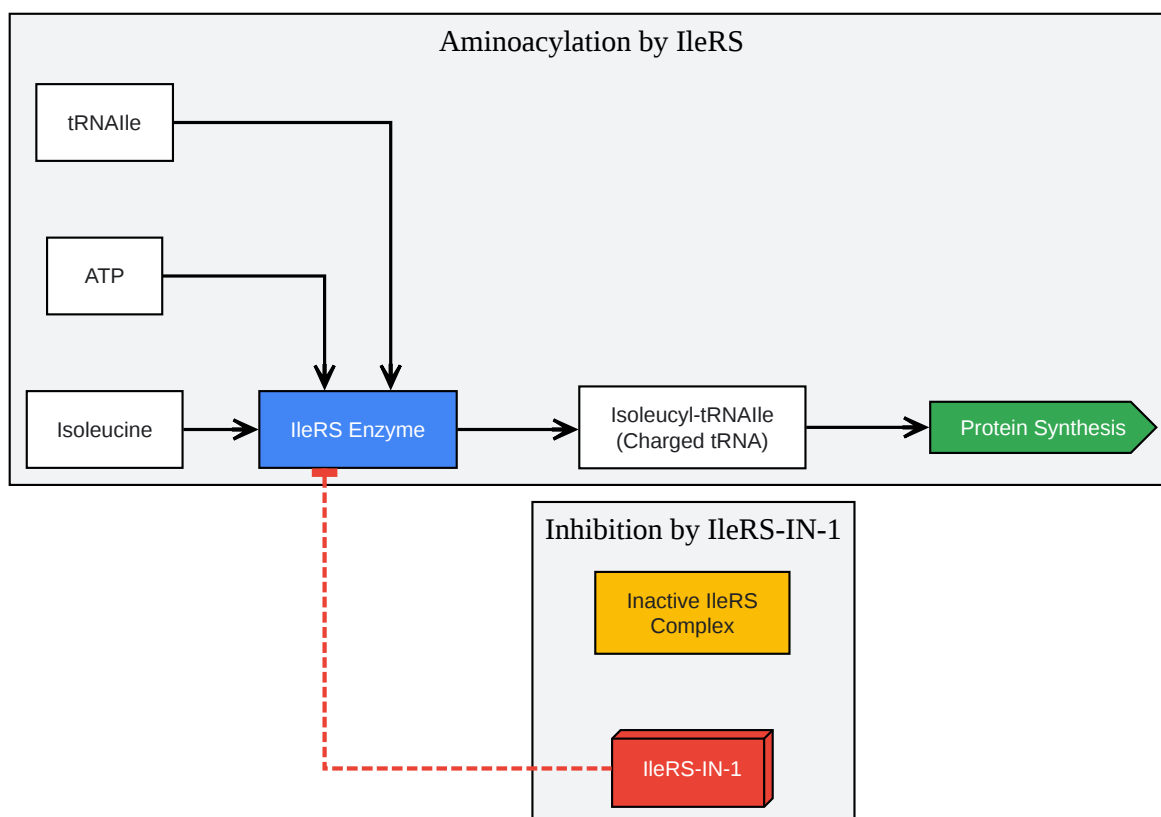 Aminoacylation by IleRS
tRNAIle
ATP
Isoleucine
IleRS Enzyme
Isoleucyl-tRNAIle
(Charged tRNA)
Protein Synthesis
Inhibition by IleRS-IN-1
Inactive IleRS
Complex
IleRS-IN-1